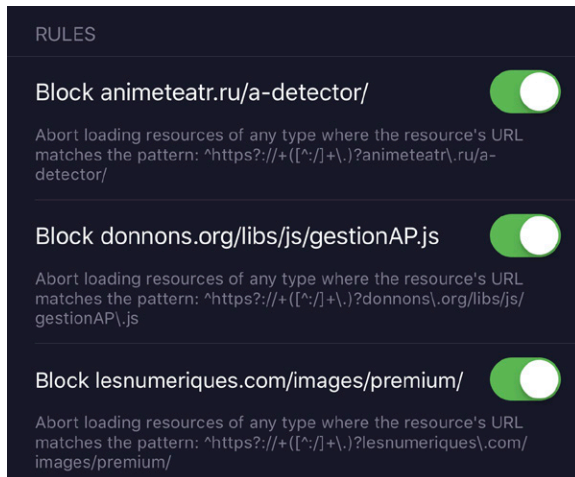 RULES
Block animeteatr.ru/a-detector/
Abort loading resources of any type where the resource's URL
matches the pattern: ^https?://+([^:/]+\.)?animeteatr\.ru/a-
detector/
Block donnons.org/libs/js/gestionAP.js
Abort loading resources of any type where the resource's URL
matches the pattern: ^https?://+([^:/]+\.)?donnons\.org/libs/js/
gestionAP\.js
Block lesnumeriques.com/images/premium/
Abort loading resources of any type where the resource's URL
matches the pattern: ^https?://+([^:/]+\.)?lesnumeriques\.com/
images/premium/